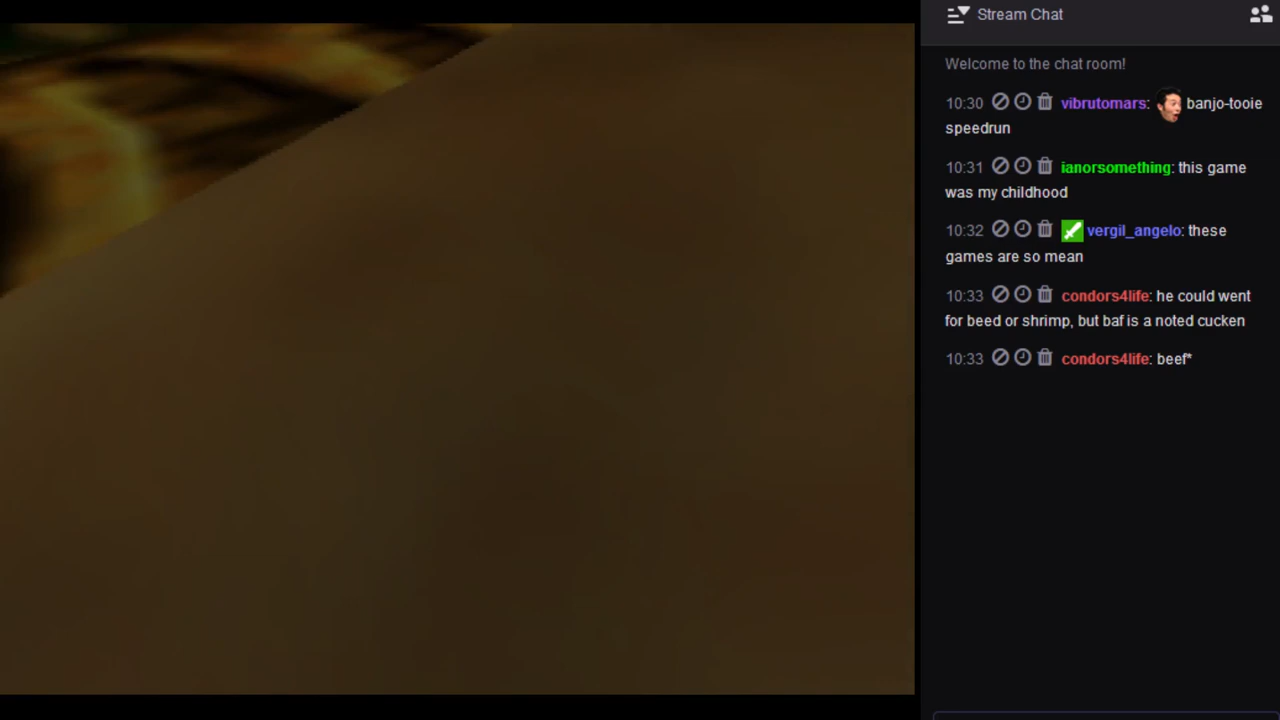 Stream Chat
Welcome to the chat room!
10:30 vibrutomars: banjo-tooie
speedrun
10:31 ianorsomething: this game
was my childhood
10:32 vergil_angelo: these
games are so mean
10:33 condors4life: he could went
for beed or shrimp, but baf is a noted cucken
10:33 condors4life: beef*